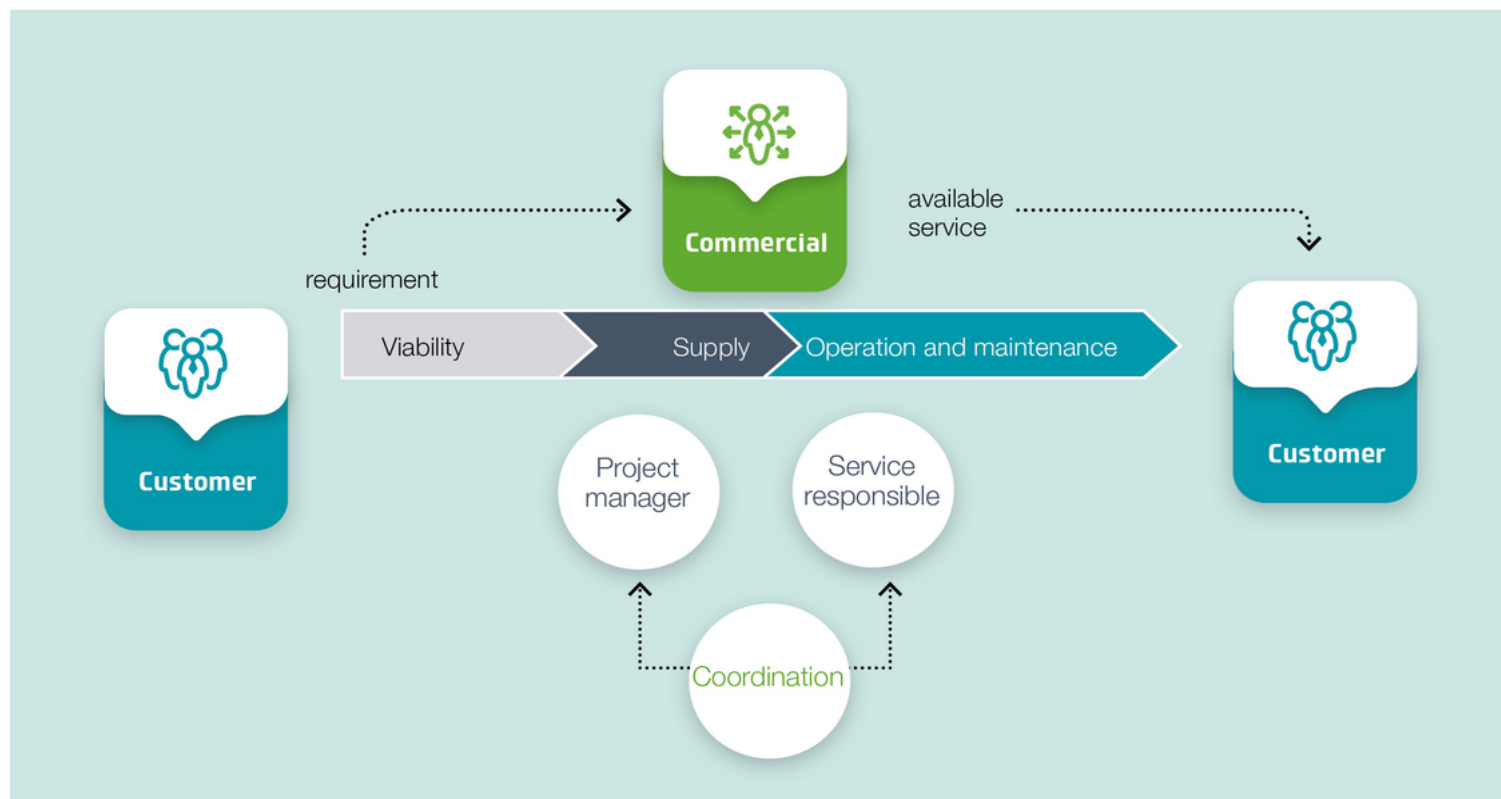 Commercial
available
service
requirement
Viability
Supply
Operation and maintenance
Customer
Customer
Project
manager
Service
responsible
Coordination